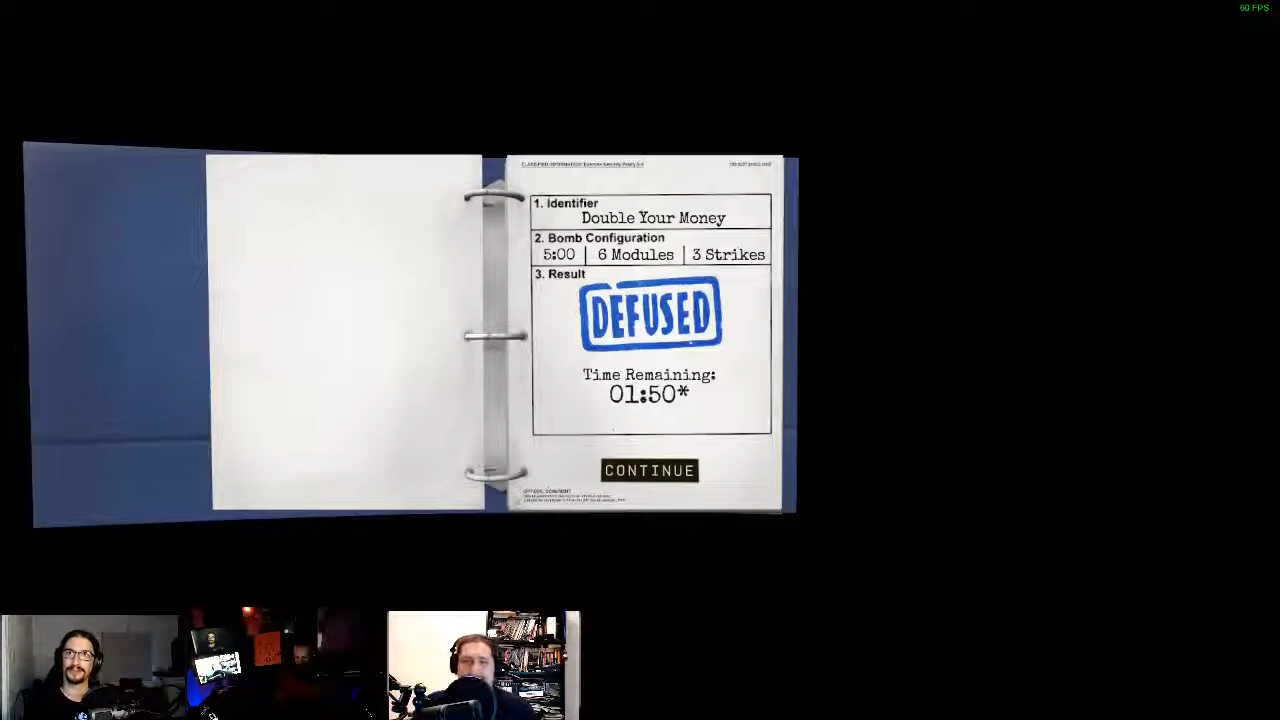 60 FPS
1. Identifier
Double Your Money
2. Bomb Configuration
5:00 | 6 Modules | 3 Strikes
3. Result
DEFUSED
Time Remaining:
01:50*
CONTINUE